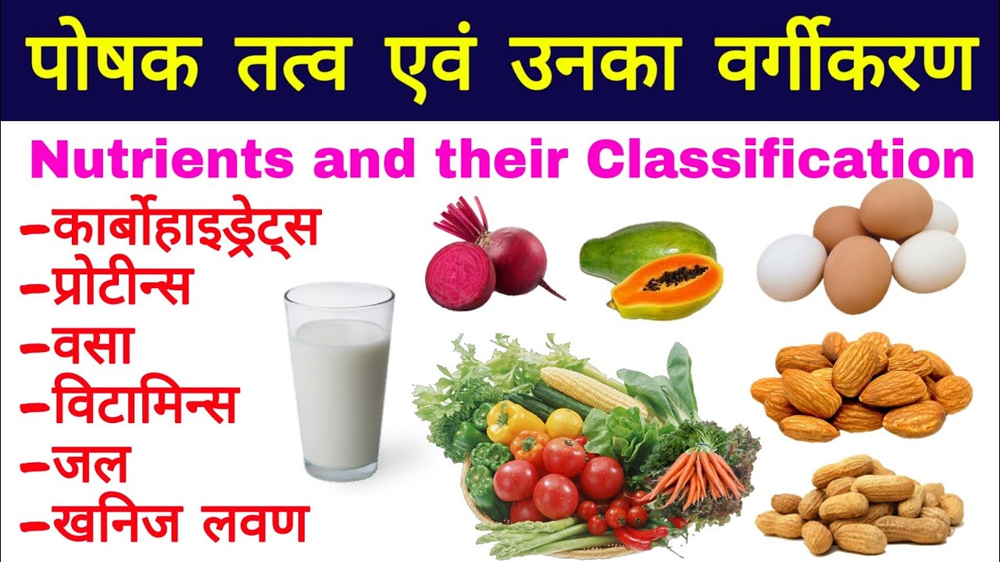 पोषक तत्व एवं उनका वर्गीकरण
Nutrients and their Classification
-कार्बोहाइड्रेट्स
-प्रोटीन्स
-वसा
-विटामिन्स
-जल
-खनिज लवण